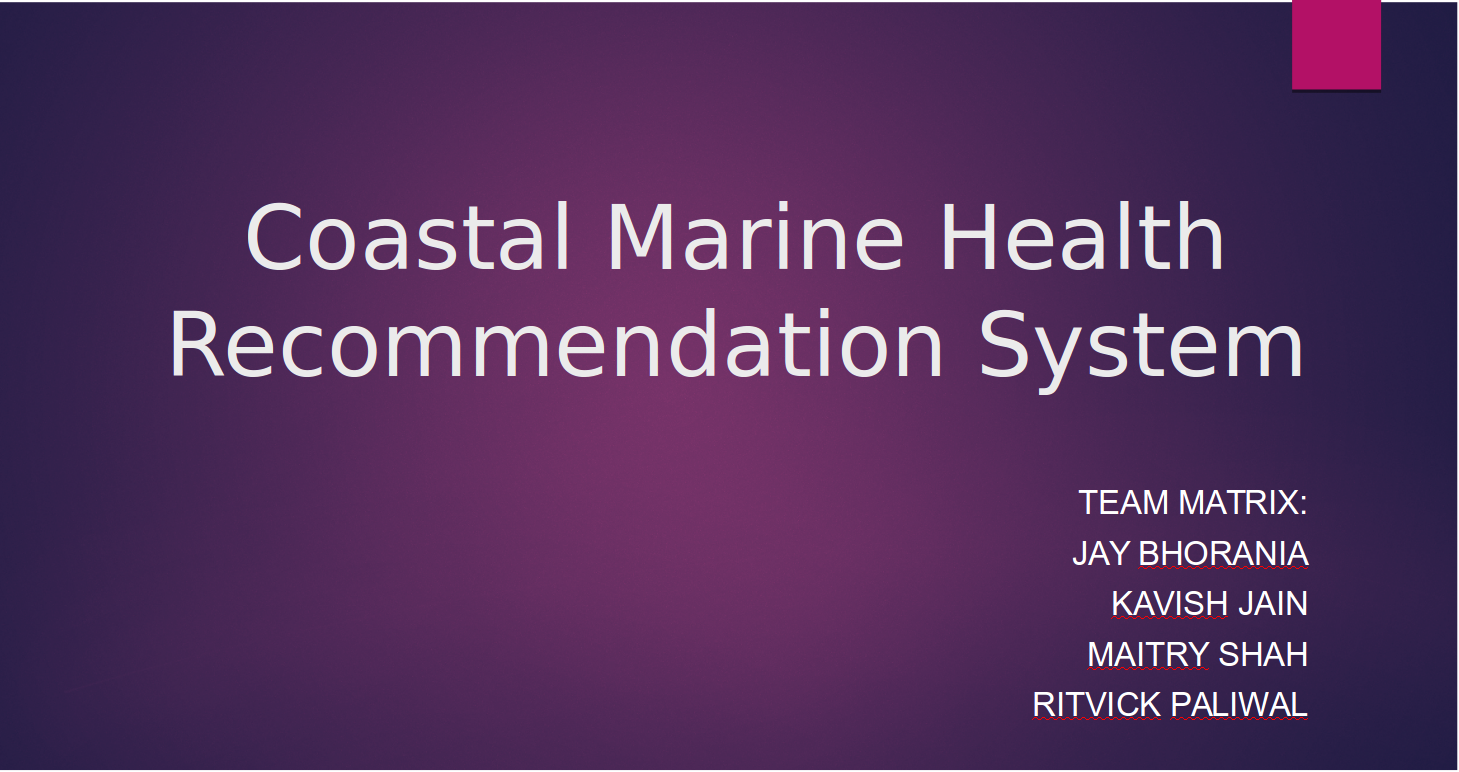 Coastal Marine Health
Recommendation System
TEAM MATRIX:
JAY BHORANIA
KAVISH JAIN
MAITRY SHAH
RITVICK PALIWAL